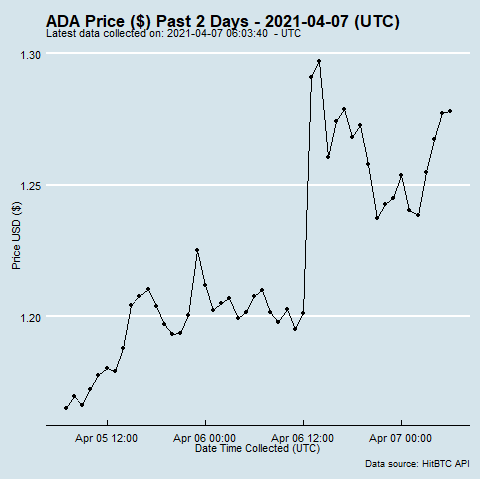 ADA Price ($) Past 2 Days - 2021-04-07 (UTC)
Latest data collected on: 2021-04-07 06:03:40 - UTC
1.30
1.25
1.20
Price USD ($)
Apr 05 12:00 Apr 06 00:00 Apr 06 12:00 Apr 07 00:00
Date Time Collected (UTC)
Data source: HitBTC API